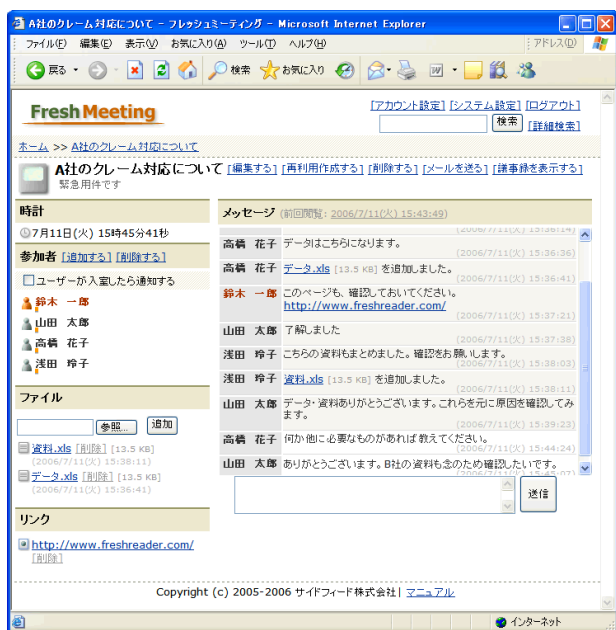 A社のクレーム対応について - フレッシュミーティング - Microsoft Internet Explorer
ファイル(F) 編集(E) 表示(V) お気に入り(A) ツール(T) ヘルプ(H) アドレス(D)
戻る 検索 お気に入り
FreshMeeting
[アカウント設定] [システム設定] [ログアウト]
検索 [詳細検索]
ホーム >> A社のクレーム対応について
A社のクレーム対応について [編集する] [再利用作成する] [削除する] [メールを送る] [議事録を表示する]
緊急用件です
時計
7月11日(火) 15時45分41秒
参加者 [追加する] [削除する]
ユーザーが入室したら通知する
鈴木 一郎
山田 太郎
高橋 花子
浅田 玲子
ファイル
参照... 追加
資料.xls [削除] [13.5 KB]
(2006/7/11(火) 15:38:11)
データ.xls [削除] [13.5 KB]
(2006/7/11(火) 15:36:41)
リンク
http://www.freshreader.com/
[削除]
メッセージ (前回閲覧: 2006/7/11(火) 15:43:49)
(2006/7/11(火) 15:36:14)
高橋 花子 データはこちらになります。
(2006/7/11(火) 15:36:36)
高橋 花子 データ.xls [13.5 KB] を追加しました。
(2006/7/11(火) 15:36:41)
鈴木 一郎 このページも、確認しておいてください。
http://www.freshreader.com/
(2006/7/11(火) 15:37:21)
山田 太郎 了解しました
(2006/7/11(火) 15:37:38)
浅田 玲子 こちらの資料もまとめました。確認をお願いします。
(2006/7/11(火) 15:38:03)
浅田 玲子 資料.xls [13.5 KB] を追加しました。
(2006/7/11(火) 15:38:11)
山田 太郎 データ・資料ありがとうございます。これらを元に原因を確認してみ
ます。
(2006/7/11(火) 15:39:23)
高橋 花子 何か他に必要なものがあれば教えてください。
(2006/7/11(火) 15:44:24)
山田 太郎 ありがとうございます。B社の資料も念のため確認したいです。
(2006/7/11(火) 15:45:07)
送信
Copyright (c) 2005-2006 サイドフィード株式会社 | マニュアル
インターネット